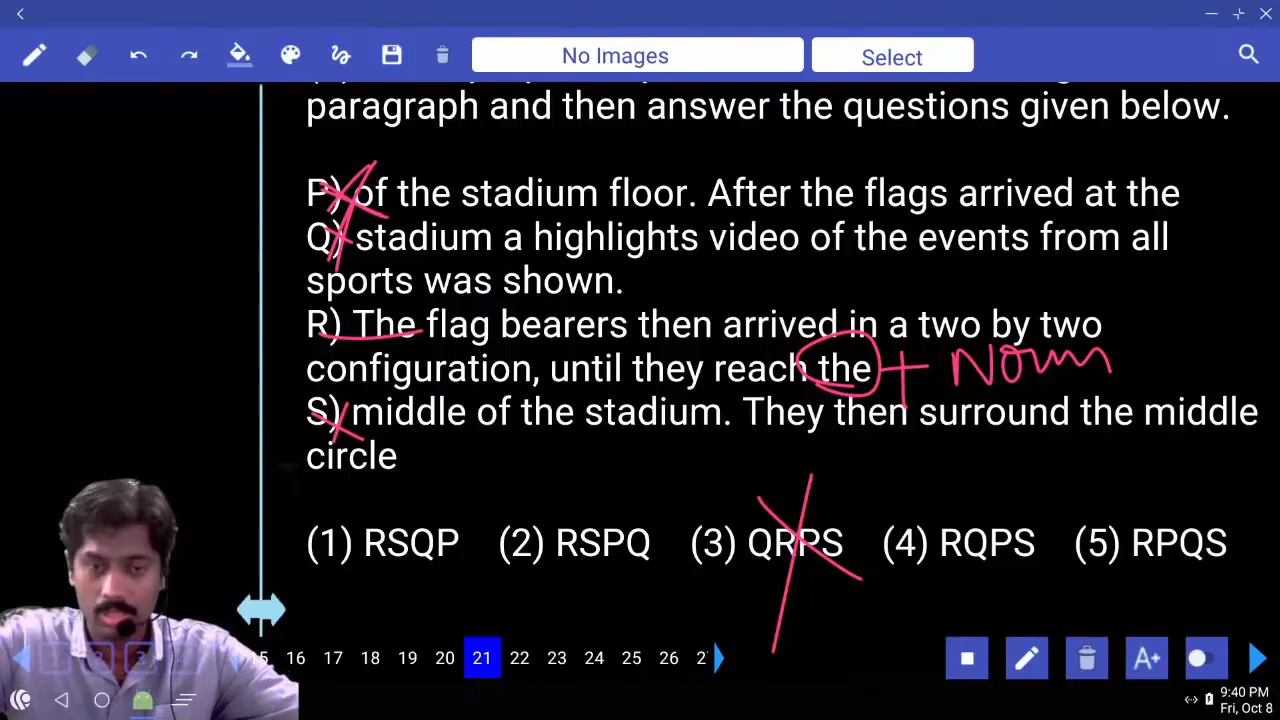 No Images
Select
paragraph and then answer the questions given below.
P) of the stadium floor. After the flags arrived at the
Q) stadium a highlights video of the events from all
sports was shown.
R) The flag bearers then arrived in a two by two
configuration, until they reach the + Noun
S) middle of the stadium. They then surround the middle
circle
(1) RSQP (2) RSPQ (3) QRPS (4) RQPS (5) RPQS
5 16 17 18 19 20 21 22 23 24 25 26 2
A+
9:40 PM
Fri, Oct 8